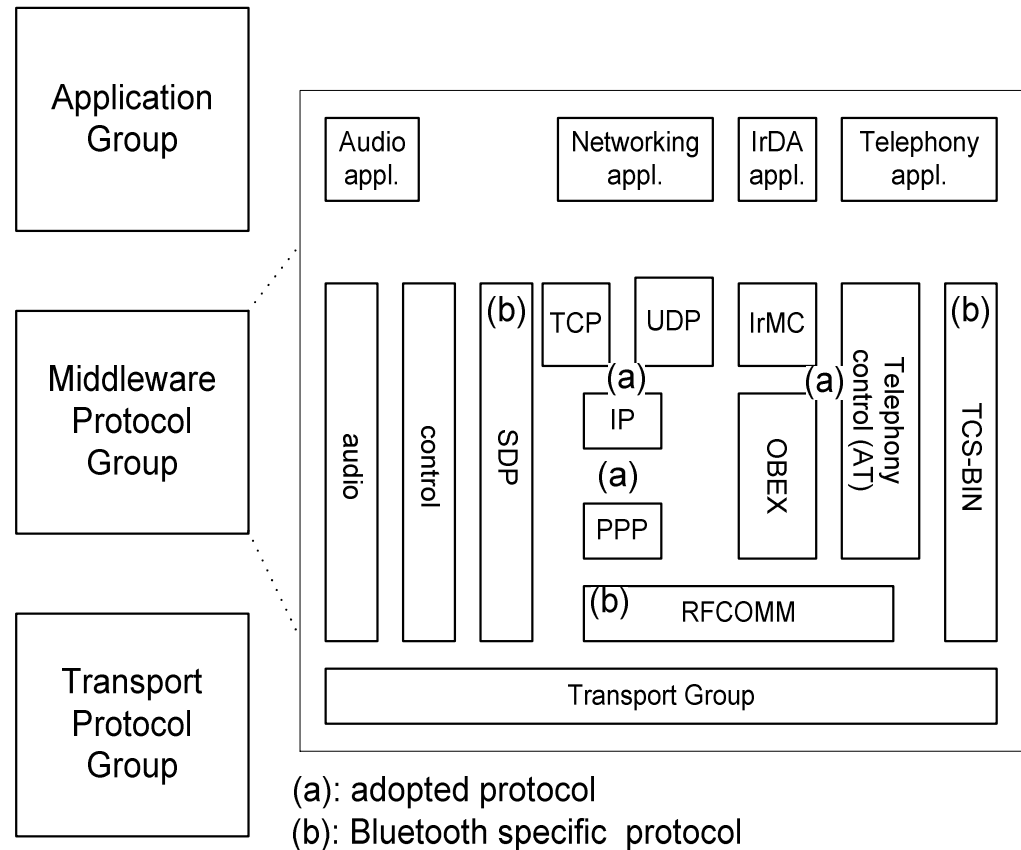 Application
Group
Middleware
Protocol
Group
Transport
Protocol
Group
Audio
appl.
Networking
appl.
IrDA
appl.
Telephony
appl.
audio
control
(b)
SDP
TCP
UDP
(a)
IP
(a)
PPP
IrMC
(a)
OBEX
Telephony
control (AT)
(b)
TCS-BIN
(b)
RFCOMM
Transport Group
(a): adopted protocol
(b): Bluetooth specific protocol